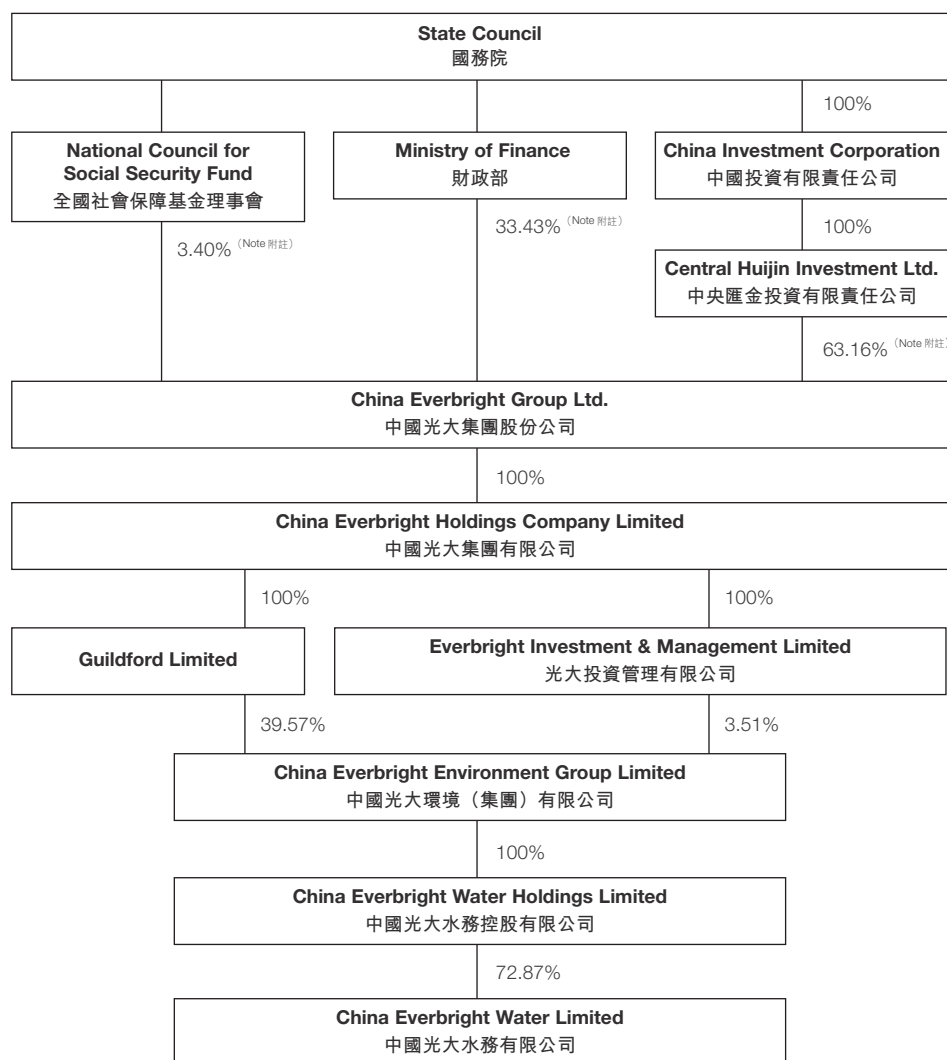 State Council
國務院
100%
National Council for
Social Security Fund
全國社會保障基金理事會
Ministry of Finance
財政部
China Investment Corporation
中國投資有限責任公司
3.40% (Note 附註)
33.43% (Note 附註)
100%
Central Huijin Investment Ltd.
中央匯金投資有限責任公司
63.16% (Note 附註)
China Everbright Group Ltd.
中國光大集團股份公司
100%
China Everbright Holdings Company Limited
中國光大集團有限公司
100%
100%
Guildford Limited
Everbright Investment & Management Limited
光大投資管理有限公司
39.57%
3.51%
China Everbright Environment Group Limited
中國光大環境（集團）有限公司
100%
China Everbright Water Holdings Limited
中國光大水務控股有限公司
72.87%
China Everbright Water Limited
中國光大水務有限公司